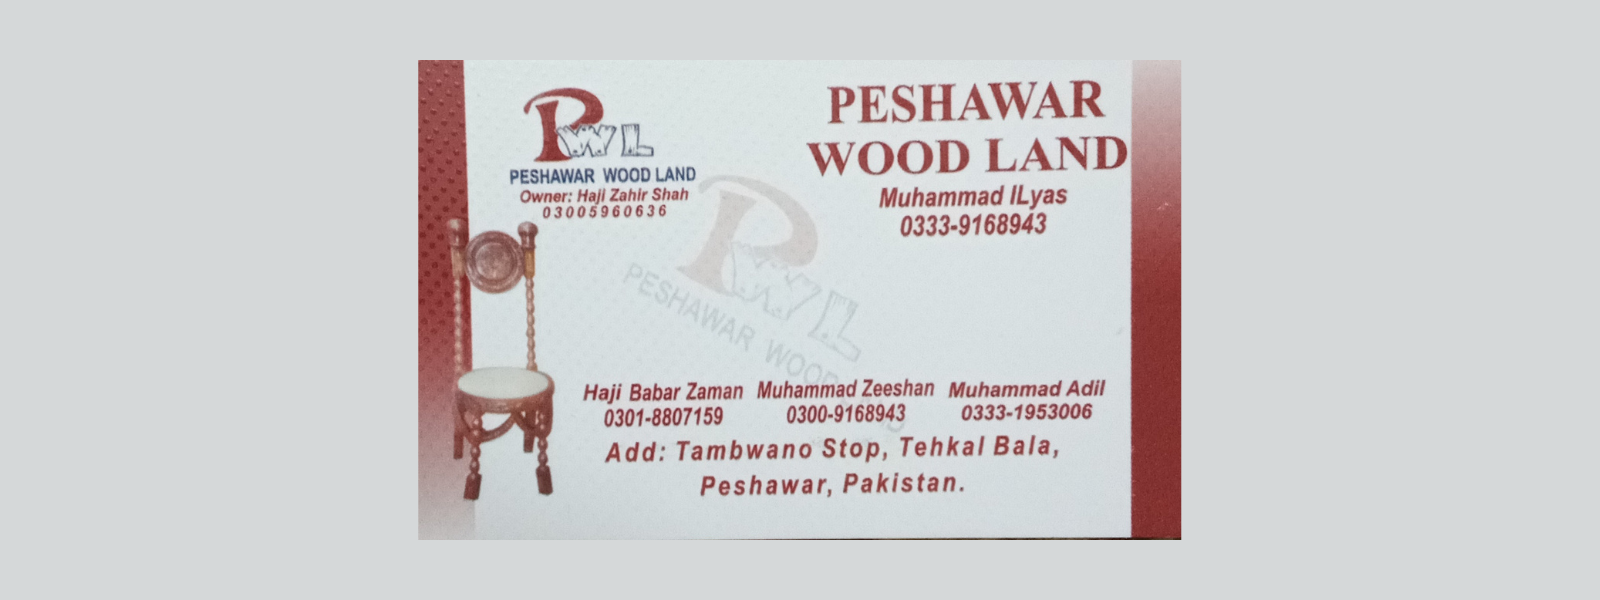 PWL
PESHAWAR WOOD LAND
Owner: Haji Zahir Shah
03005960636
PESHAWAR
WOOD LAND
Muhammad ILyas
0333-9168943
PWL
PESHAWAR WOOD LAND
Haji Babar Zaman Muhammad Zeeshan Muhammad Adil
0301-8807159 0300-9168943 0333-1953006
Add: Tambwano Stop, Tehkal Bala,
Peshawar, Pakistan.